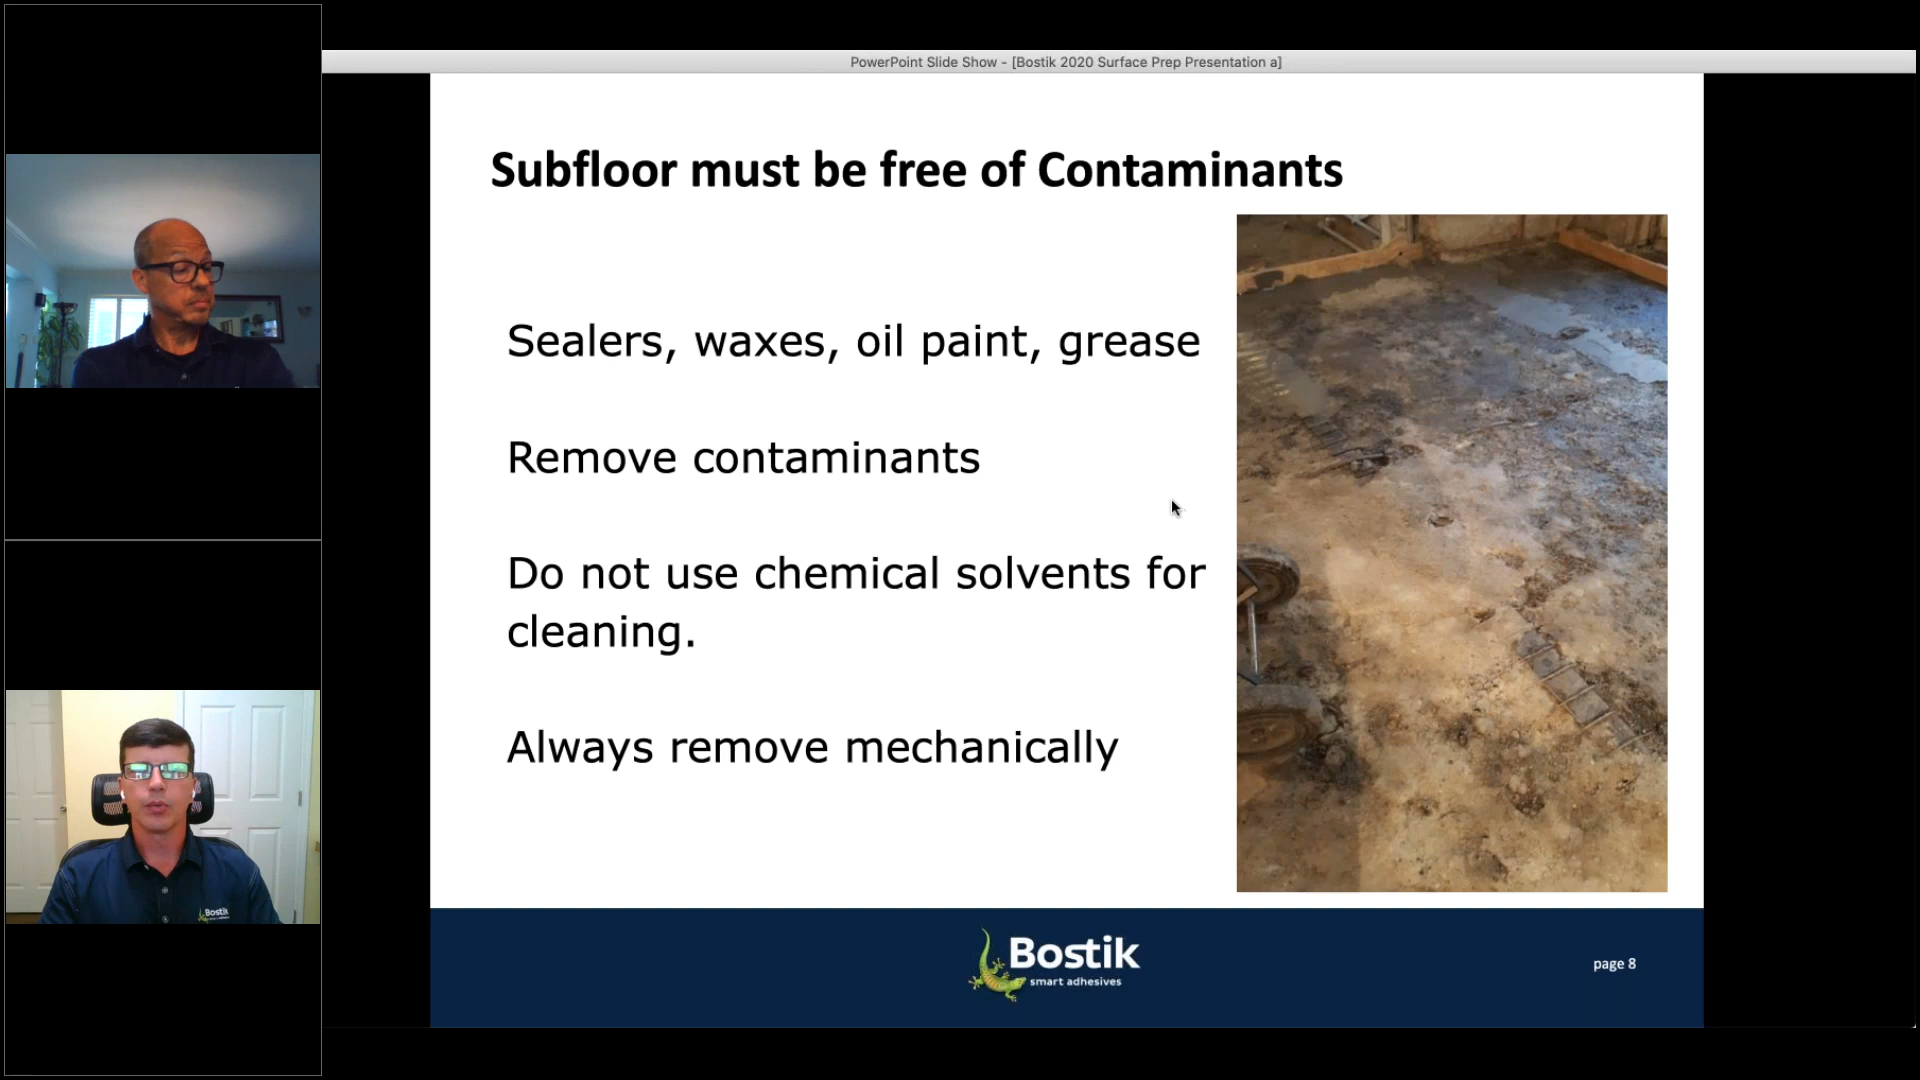 PowerPoint Slide Show - [Bostik 2020 Surface Prep Presentation a]
Subfloor must be free of Contaminants
Sealers, waxes, oil paint, grease
Remove contaminants
Do not use chemical solvents for
cleaning.
Always remove mechanically
Bostik
Bostik
smart adhesives
page 8